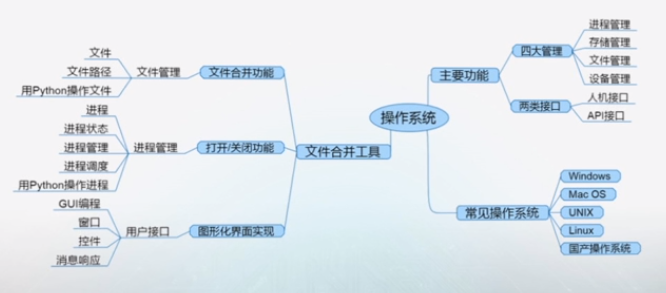 操作系统
主要功能
四大管理
进程管理
存储管理
文件管理
设备管理
两类接口
人机接口
API接口
常见操作系统
Windows
Mac OS
UNIX
Linux
国产操作系统
文件合并工具
文件合并功能
文件管理
文件
文件路径
用Python操作文件
打开/关闭功能
进程管理
进程
进程状态
进程管理
进程调度
用Python操作进程
图形化界面实现
用户接口
GUI编程
窗口
控件
消息响应